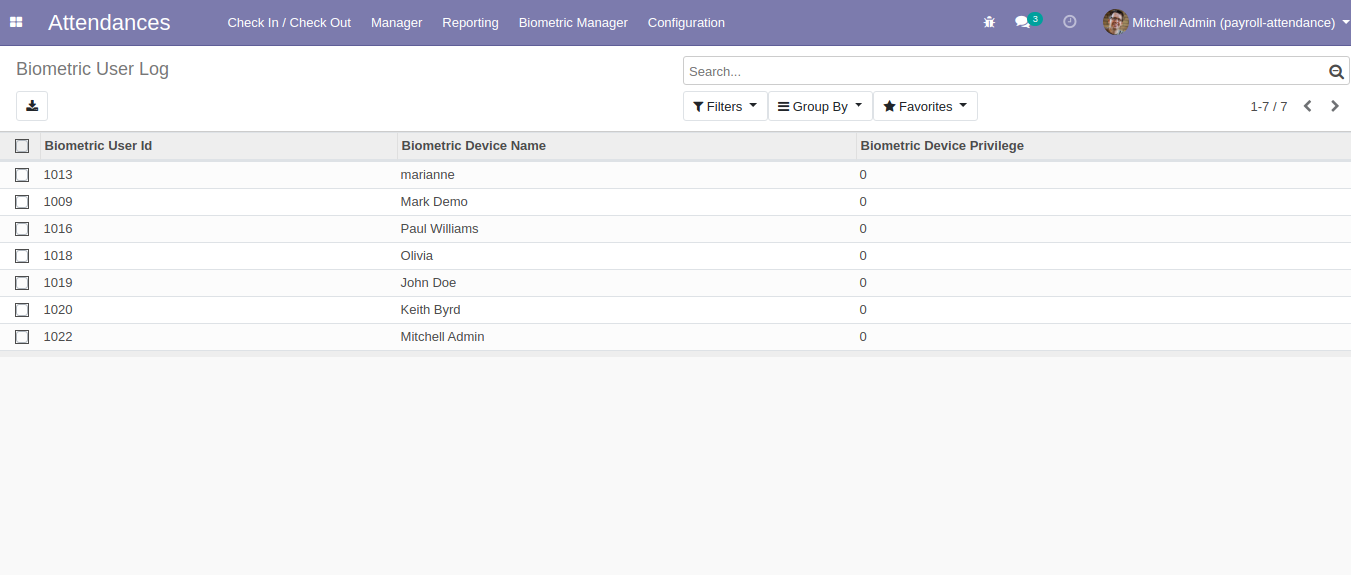 Attendances Check In / Check Out Manager Reporting Biometric Manager Configuration 3 Mitchell Admin (payroll-attendance)
Biometric User Log Search...
Filters Group By Favorites 1-7 / 7
Biometric User Id Biometric Device Name Biometric Device Privilege
1013 marianne 0
1009 Mark Demo 0
1016 Paul Williams 0
1018 Olivia 0
1019 John Doe 0
1020 Keith Byrd 0
1022 Mitchell Admin 0